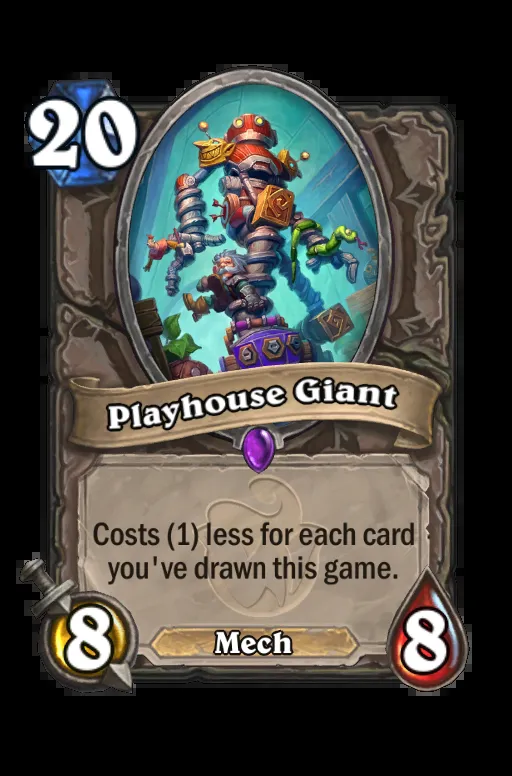 20
Playhouse Giant
Costs (1) less for each card
you've drawn this game.
8
Mech
8